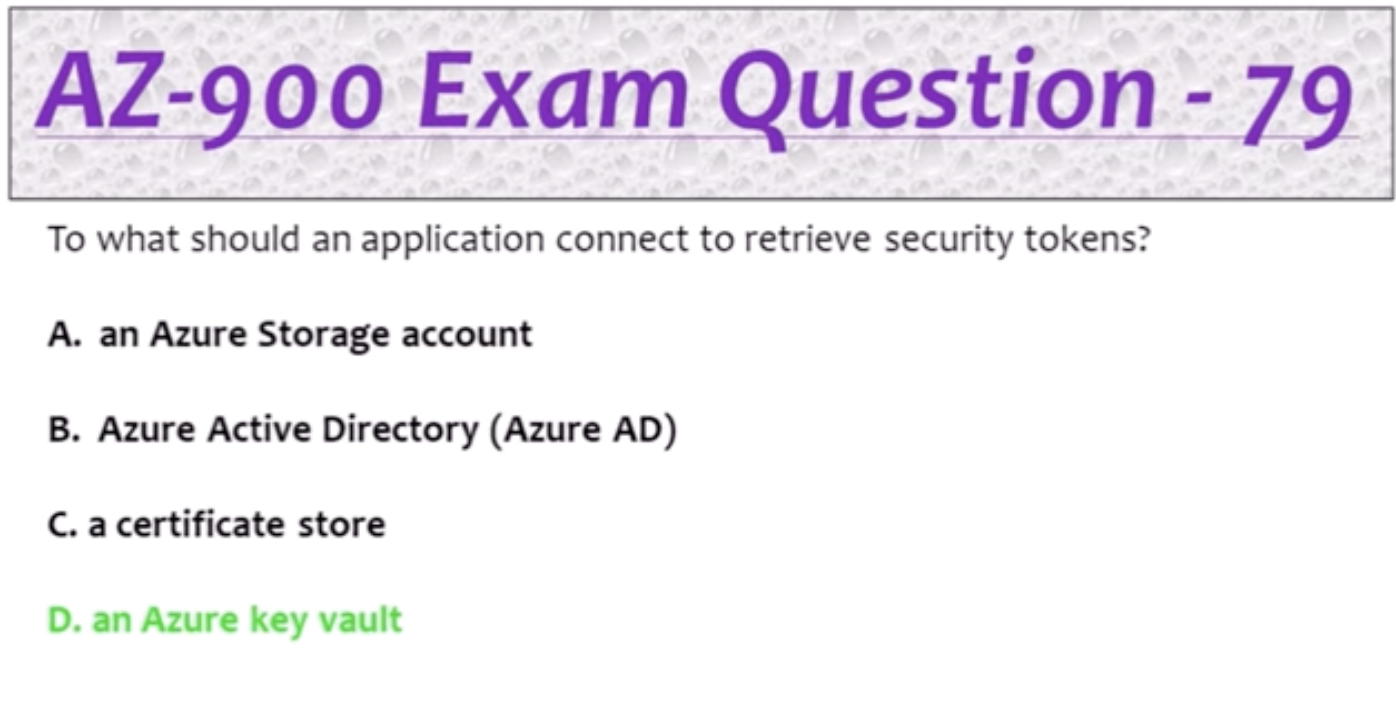 AZ-900 Exam Question - 79
To what should an application connect to retrieve security tokens?
A. an Azure Storage account
B. Azure Active Directory (Azure AD)
C. a certificate store
D. an Azure key vault